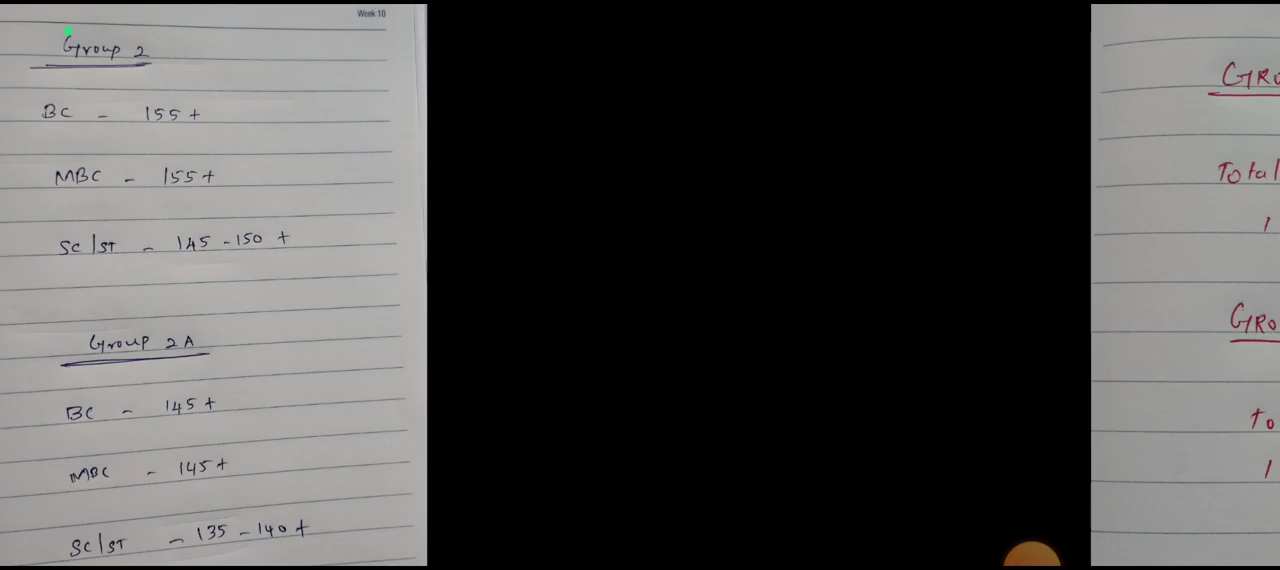 Week 10
Group 2
BC - 155+
MBC - 155+
SC/ST - 145-150 +
Group 2A
BC - 145+
MBC - 145+
SC/ST - 135-140+
Total